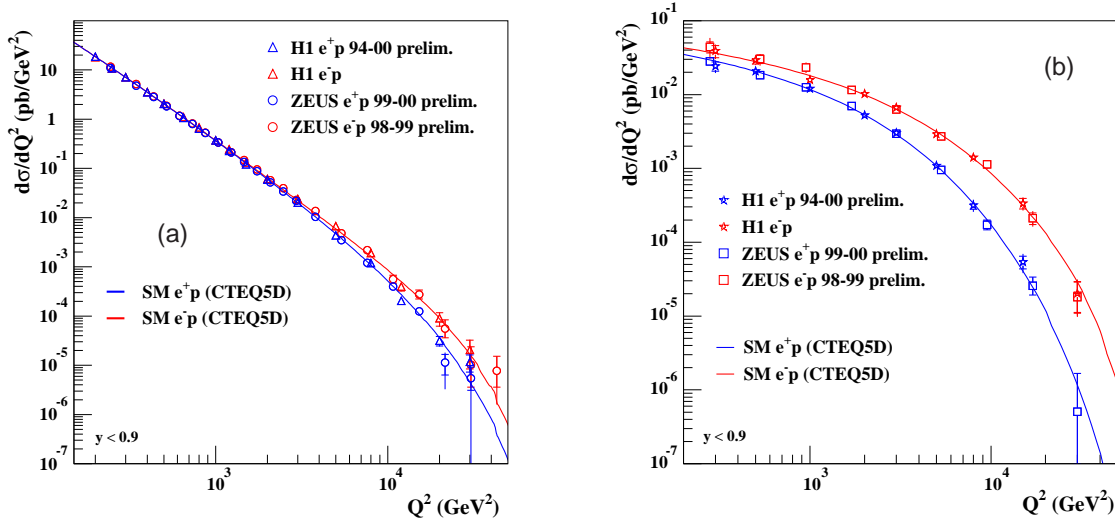 dσ/dQ² (pb/GeV²)
10
1
10⁻¹
10⁻²
10⁻³
10⁻⁴
10⁻⁵
10⁻⁶
10⁻⁷
H1 e⁺p 94-00 prelim.
H1 e⁻p
ZEUS e⁺p 99-00 prelim.
ZEUS e⁻p 98-99 prelim.
(a)
SM e⁺p (CTEQ5D)
SM e⁻p (CTEQ5D)
y < 0.9
10³
10⁴
Q² (GeV²)
dσ/dQ² (pb/GeV²)
10⁻¹
10⁻²
10⁻³
10⁻⁴
10⁻⁵
10⁻⁶
10⁻⁷
(b)
H1 e⁺p 94-00 prelim.
H1 e⁻p
ZEUS e⁺p 99-00 prelim.
ZEUS e⁻p 98-99 prelim.
SM e⁺p (CTEQ5D)
SM e⁻p (CTEQ5D)
y < 0.9
10³
10⁴
Q² (GeV²)